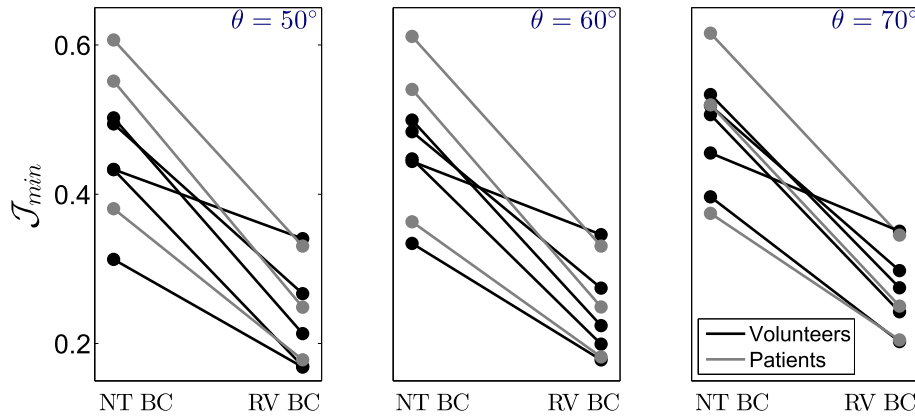 θ = 50° θ = 60° θ = 70°
0.6
0.4
0.2
𝒥min
Volunteers
Patients
NT BC RV BC NT BC RV BC NT BC RV BC